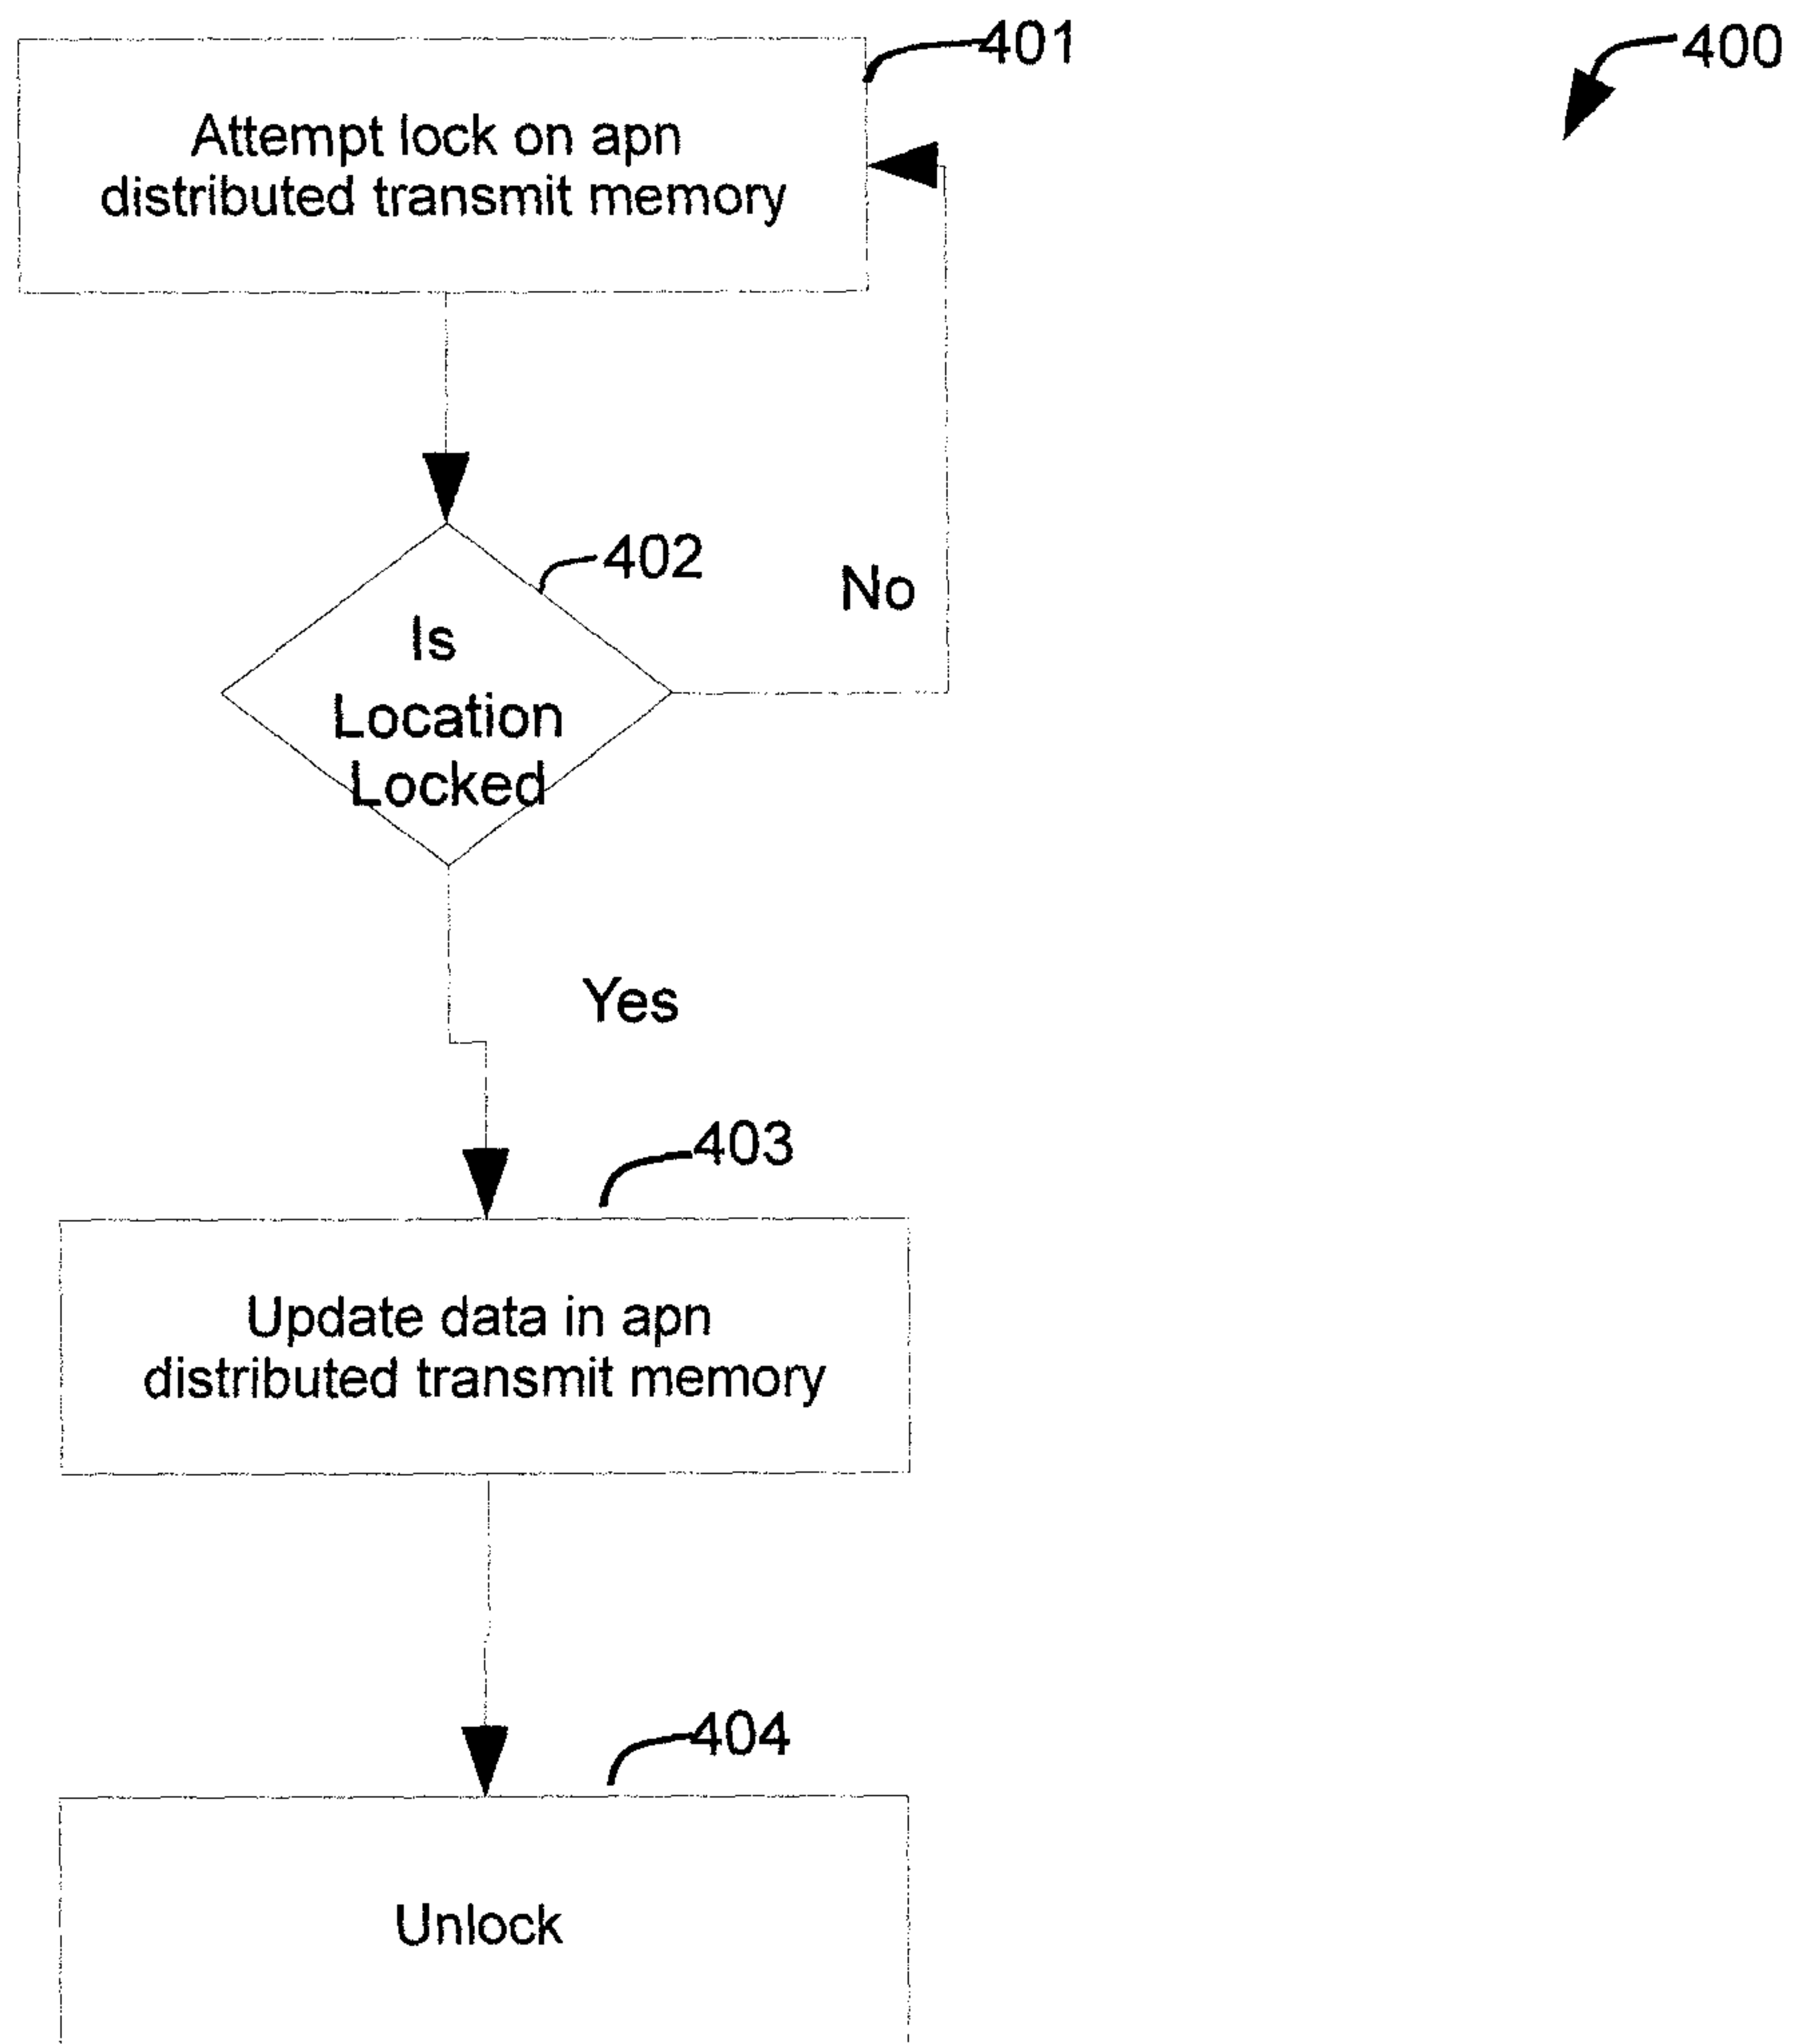 401
400
Attempt lock on apn
distributed transmit memory
402
No
Is
Location
Locked
Yes
403
Update data in apn
distributed transmit memory
404
Unlock